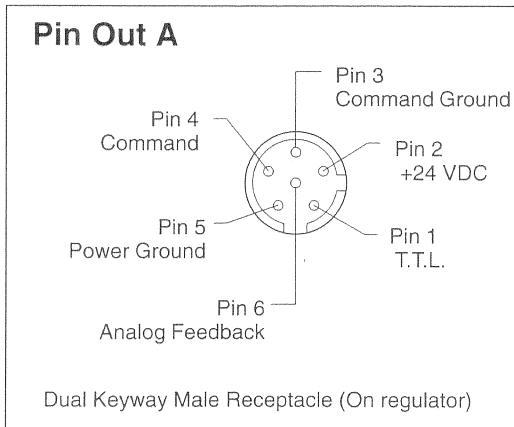 Pin Out A
Pin 3
Command Ground
Pin 4
Command
Pin 2
+24 VDC
Pin 5
Power Ground
Pin 1
T.T.L.
Pin 6
Analog Feedback
Dual Keyway Male Receptacle (On regulator)